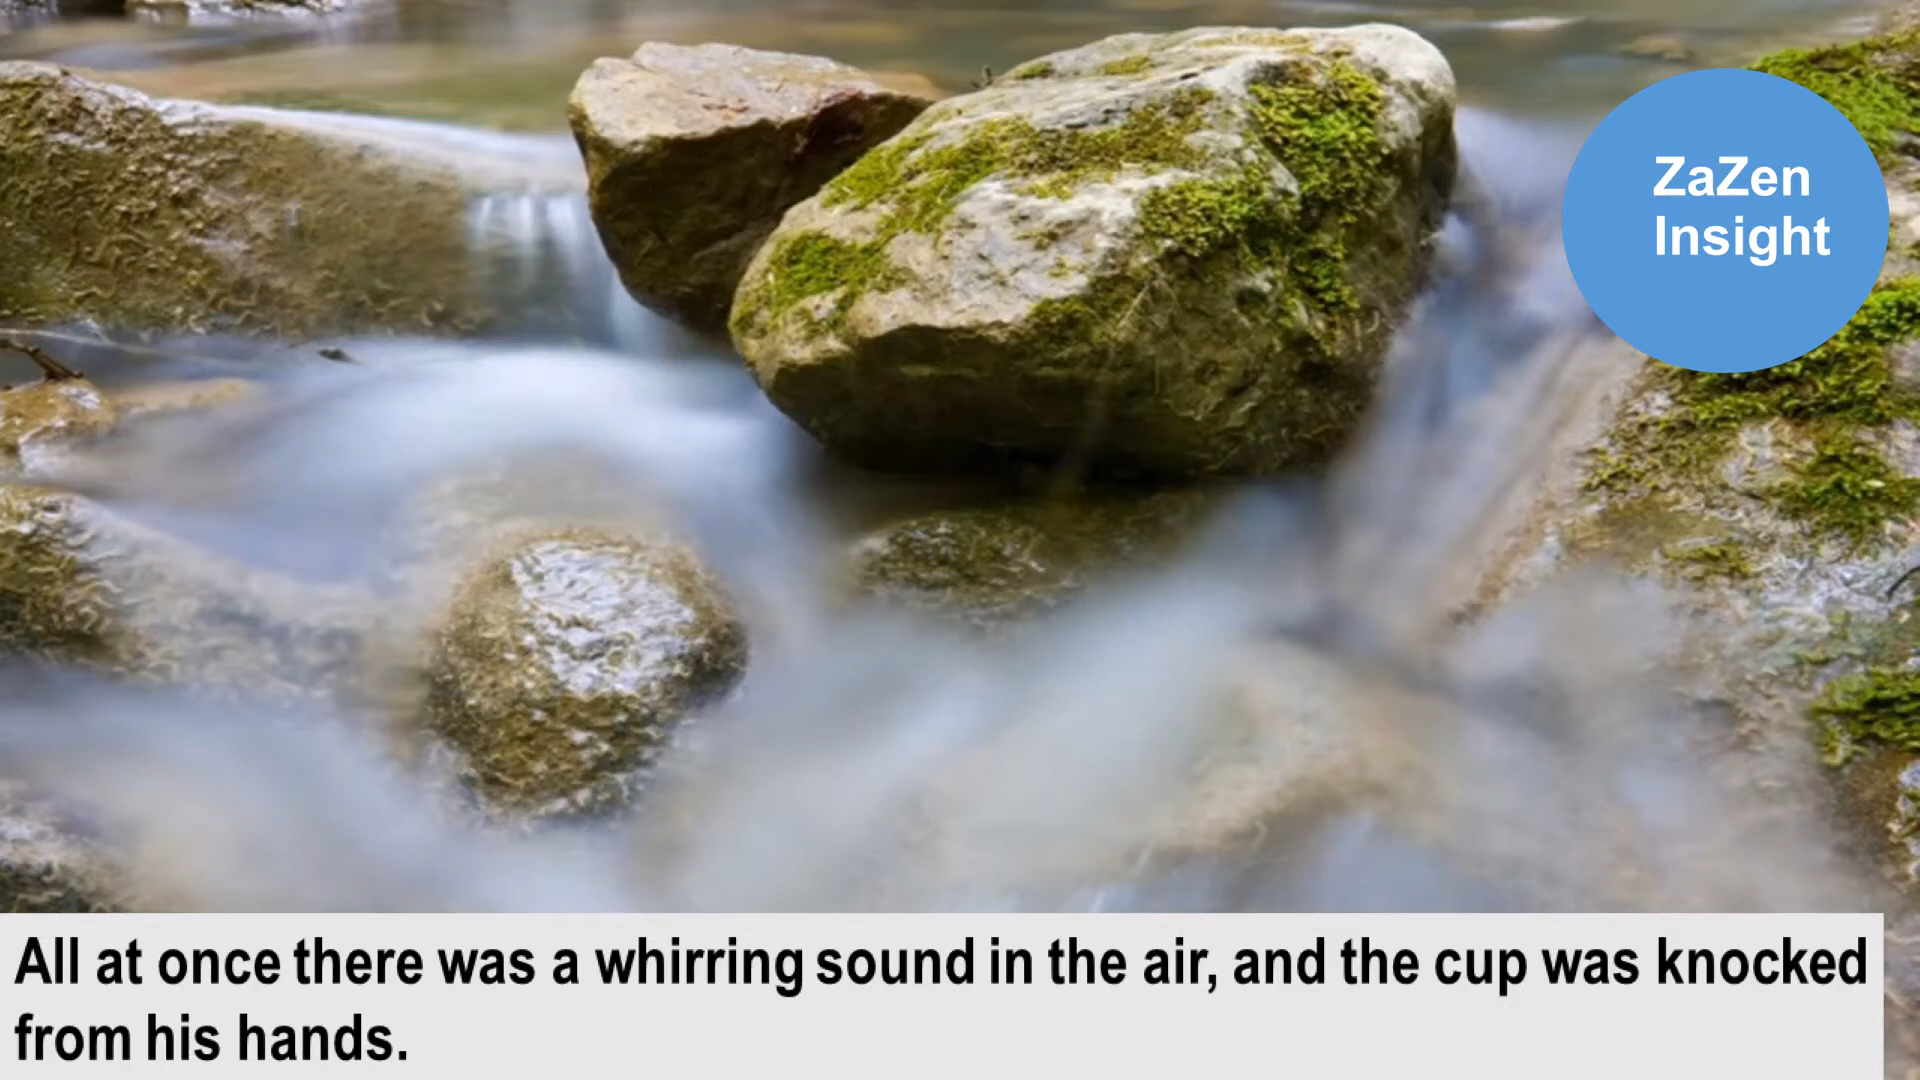 ZaZen
Insight
All at once there was a whirring sound in the air, and the cup was knocked
from his hands.